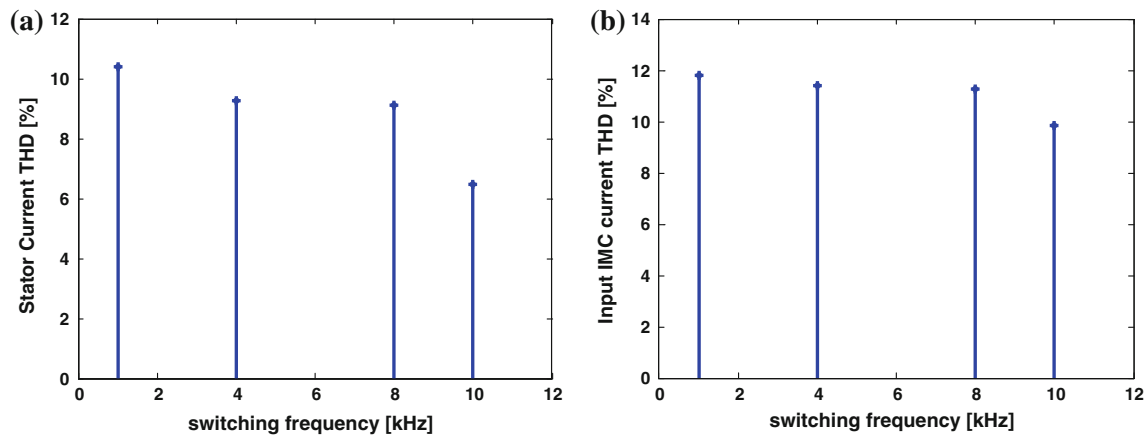 (a)
Stator Current THD [%]
12
10
8
6
4
2
0
0 2 4 6 8 10 12
switching frequency [kHz]
(b)
Input IMC current THD [%]
14
12
10
8
6
4
2
0
0 2 4 6 8 10 12
switching frequency [kHz]